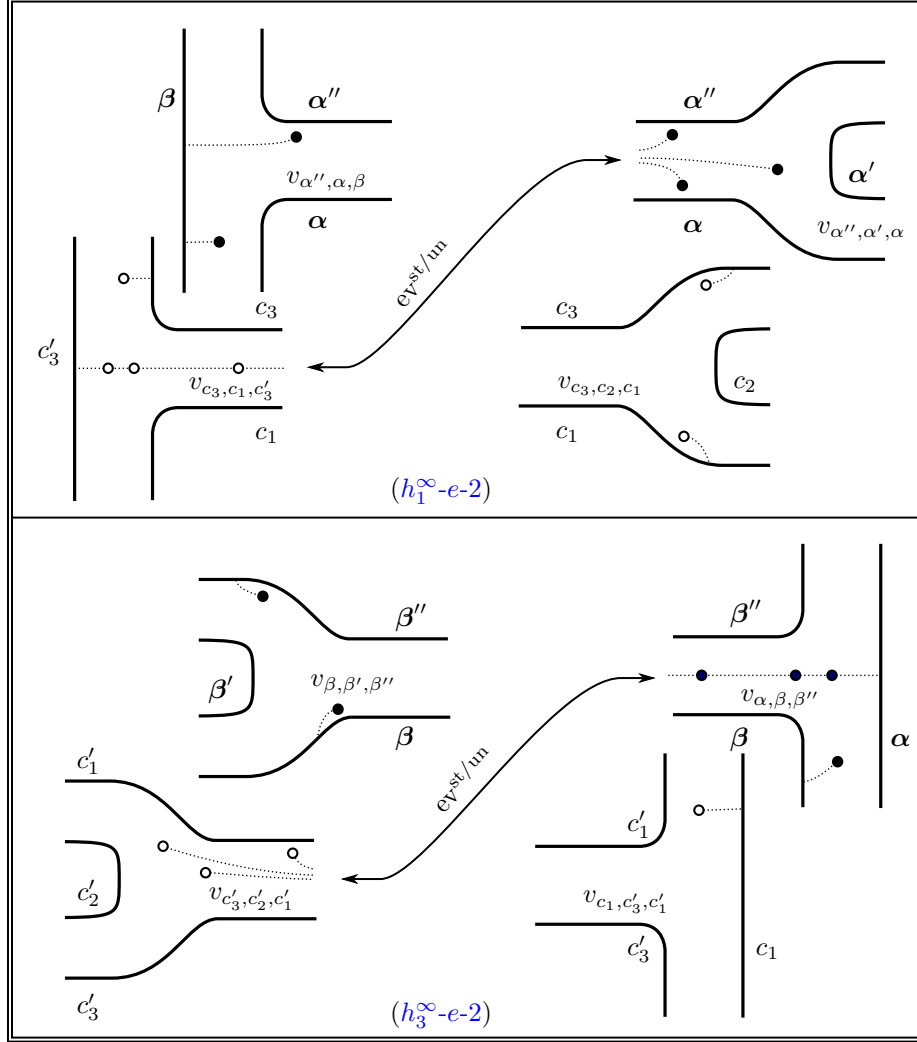 β
α′′
v_{α′′,α,β}
α
α′′
α′
α
v_{α′′,α′,α}
ev^{st/un}
c_3
c′_3
v_{c_3,c_1,c′_3}
c_1
c_3
v_{c_3,c_2,c_1}
c_2
c_1
(h_1^∞-e-2)
β′′
β′
v_{β,β′,β′′}
β
β′′
v_{α,β,β′′}
β
α
ev^{st/un}
c′_1
c′_2
v_{c′_3,c′_2,c′_1}
c′_3
c′_1
v_{c_1,c′_3,c′_1}
c′_3
c_1
(h_3^∞-e-2)